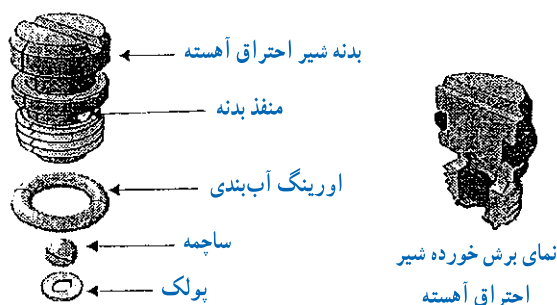 بدنه شیر احتراق آهسته
منفذ بدنه
اورینگ آب‌بندی
ساچمه
پولک
نمای برش خورده شیر
احتراق آهسته